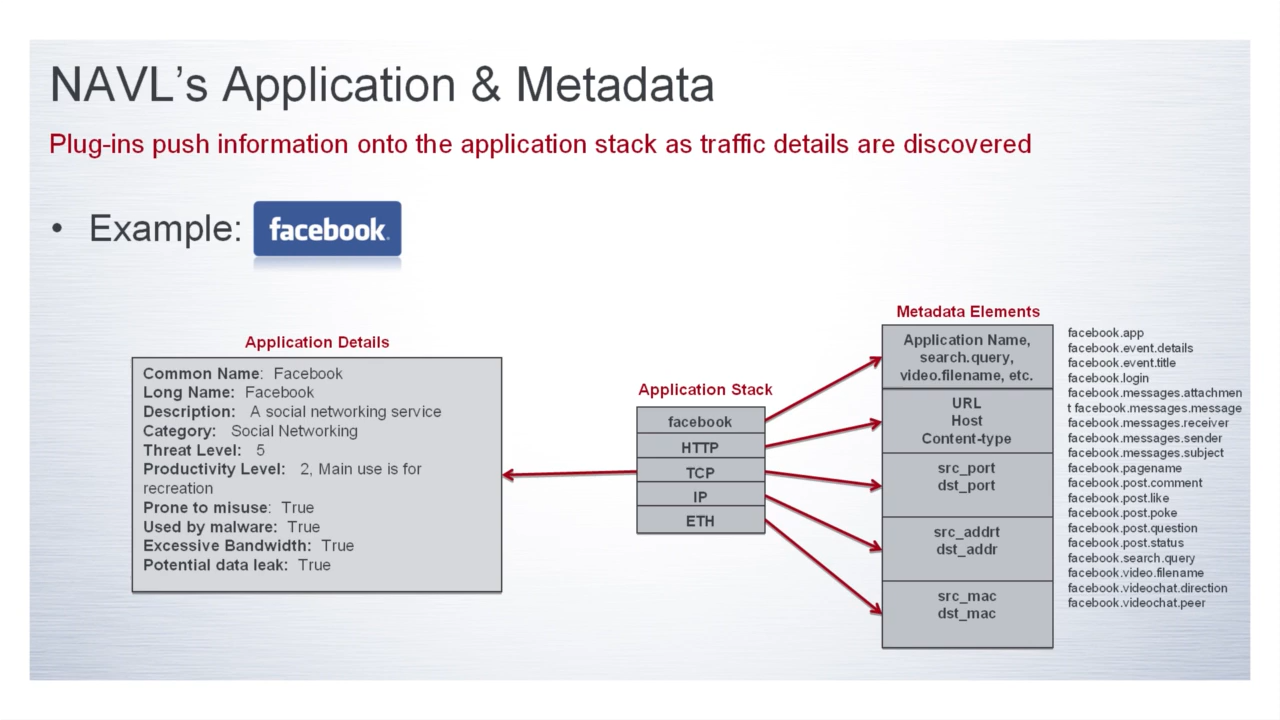 NAVL's Application & Metadata
Plug-ins push information onto the application stack as traffic details are discovered
• Example: facebook.
Application Details
Common Name: Facebook
Long Name: Facebook
Description: A social networking service
Category: Social Networking
Threat Level: 5
Productivity Level: 2, Main use is for
recreation
Prone to misuse: True
Used by malware: True
Excessive Bandwidth: True
Potential data leak: True
Application Stack
facebook
HTTP
TCP
IP
ETH
Metadata Elements
Application Name,
search.query,
video.filename, etc.
URL
Host
Content-type
src_port
dst_port
src_addrt
dst_addr
src_mac
dst_mac
facebook.app
facebook.event.details
facebook.event.title
facebook.login
facebook.messages.attachmen
t facebook.messages.message
facebook.messages.receiver
facebook.messages.sender
facebook.messages.subject
facebook.pagename
facebook.post.comment
facebook.post.like
facebook.post.poke
facebook.post.question
facebook.post.status
facebook.search.query
facebook.video.filename
facebook.videochat.direction
facebook.videochat.peer